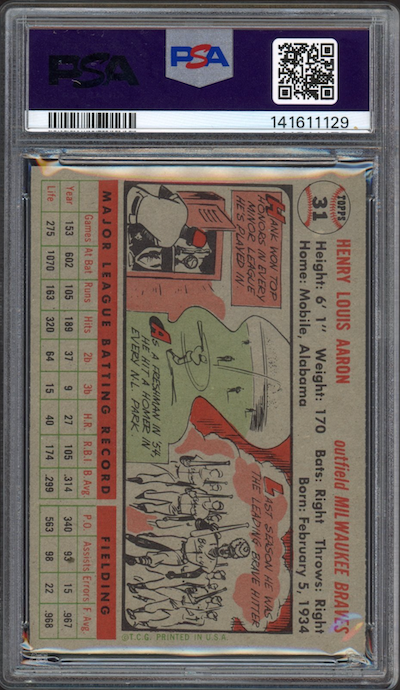 PSA
PSA
141611129
TOPPS
31
HENRY LOUIS AARON outfield MILWAUKEE BRAVES
Height: 6' 1" Weight: 170 Bats: Right Throws: Right
Home: Mobile, Alabama Born: February 5, 1934
HANK WON TOP
HONORS IN EVERY
MINOR LEAGUE
HE'S PLAYED IN
AS A FRESHMAN IN '54,
HE HIT A HOMER IN
EVERY N.L. PARK
LAST SEASON HE WAS
THE LEADING BRAVE HITTER
MAJOR LEAGUE BATTING RECORD FIELDING
Games At Bat Runs Hits 2b 3b H.R. R.B.I. B.Avg P.O. Assists Errors F.Avg
Year 153 602 105 189 37 9 27 105 .314 340 93 15 .967
Life 275 1070 163 320 64 15 40 174 .299 563 98 22 .968
©T.C.G. PRINTED IN U.S.A.